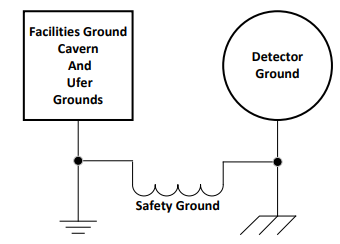 Facilities Ground
Cavern
And
Ufer
Grounds
Detector
Ground
Safety Ground